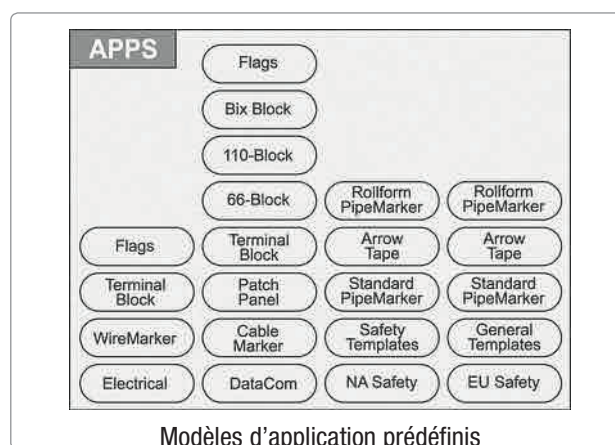 APPS
Flags
Bix Block
110-Block
66-Block
Rollform
PipeMarker
Rollform
PipeMarker
Flags
Terminal
Block
Arrow
Tape
Arrow
Tape
Terminal
Block
Patch
Panel
Standard
PipeMarker
Standard
PipeMarker
WireMarker
Cable
Marker
Safety
Templates
General
Templates
Electrical
DataCom
NA Safety
EU Safety
Modèles d'application prédéfinis